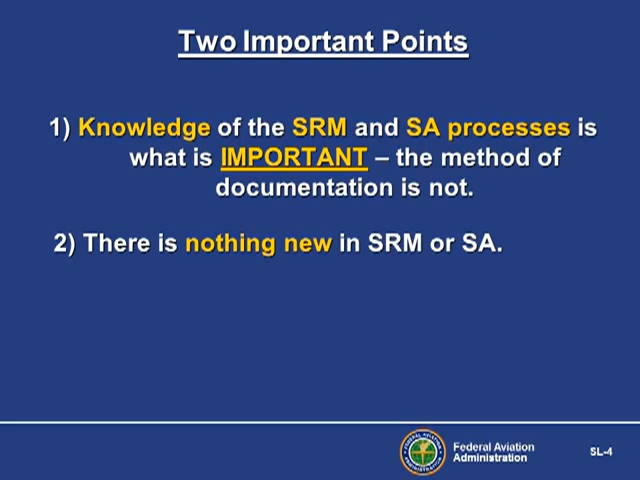 Two Important Points
1) Knowledge of the SRM and SA processes is
what is IMPORTANT – the method of
documentation is not.
2) There is nothing new in SRM or SA.
Federal Aviation
Administration
SL-4